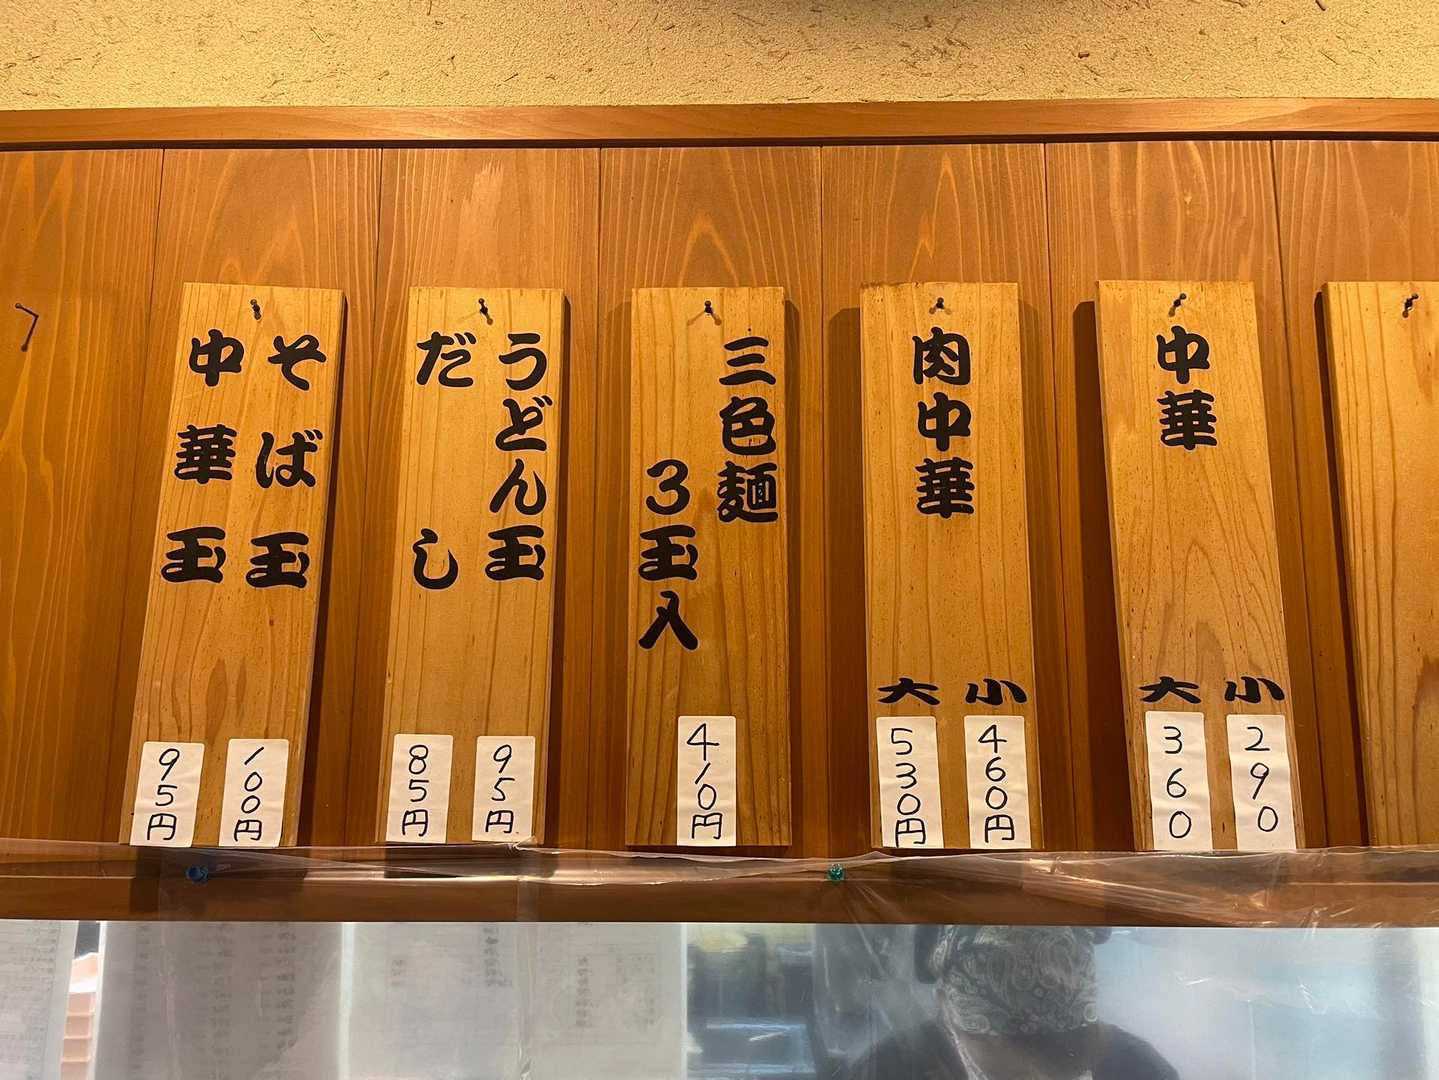 中華
小
290
大
360
肉中華
小
460円
大
530円
三色麺
3玉入
410円
うどん玉
95円
だし
85円
そば玉
100円
中華玉
95円